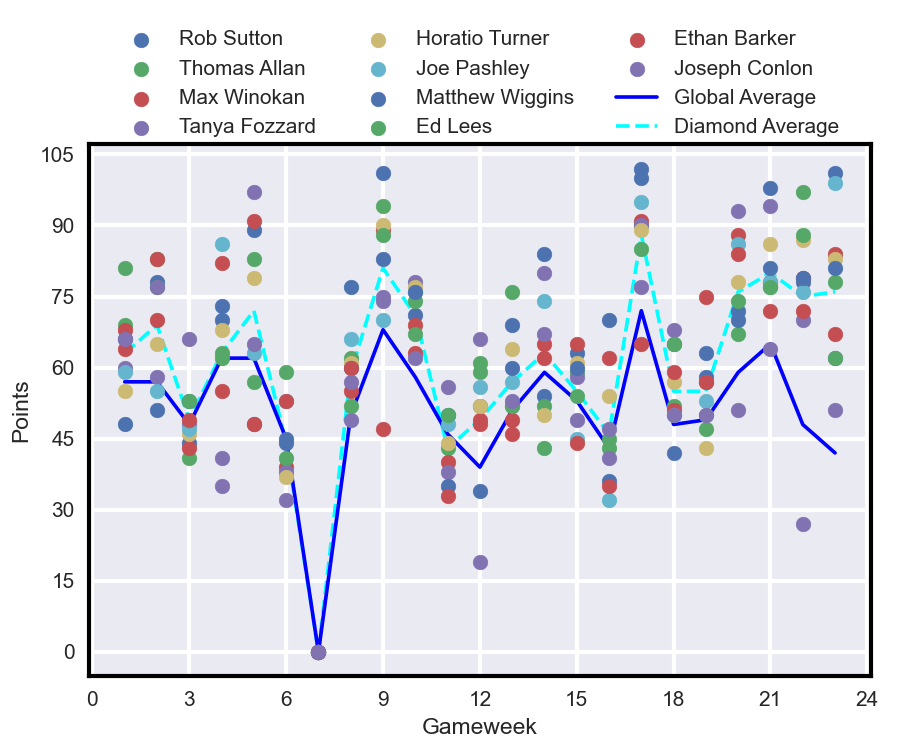 Rob Sutton Horatio Turner Ethan Barker
Thomas Allan Joe Pashley Joseph Conlon
Max Winokan Matthew Wiggins Global Average
Tanya Fozzard Ed Lees Diamond Average
105
90
75
60
45
30
15
0
Points
0 3 6 9 12 15 18 21 24
Gameweek